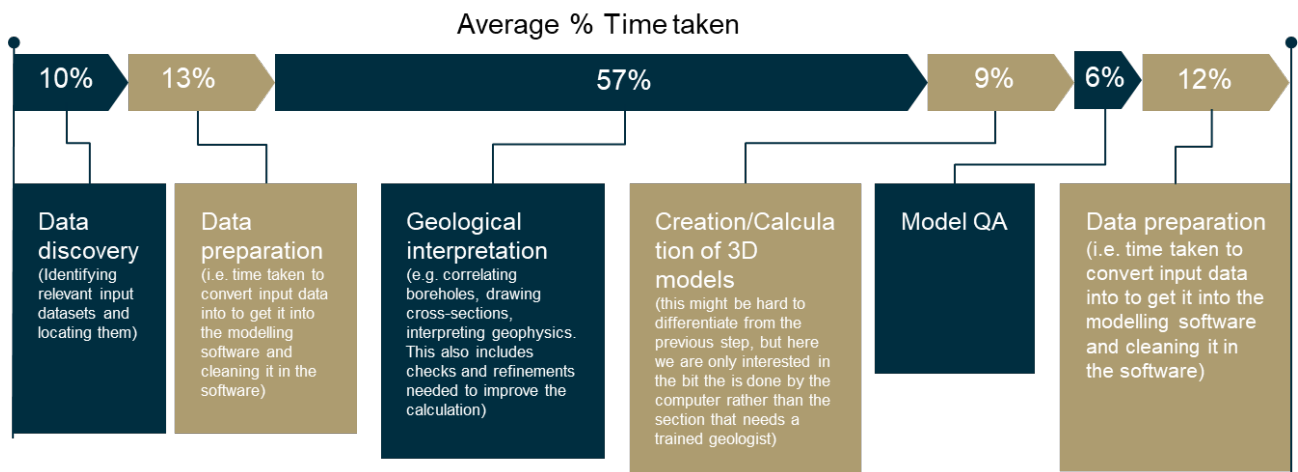 Average % Time taken
10%
13%
57%
9%
6%
12%
Data
discovery
(Identifying
relevant input
datasets and
locating them)
Data
preparation
(i.e. time taken to
convert input data
into to get it into
the modelling
software and
cleaning it in the
software)
Geological
interpretation
(e.g. correlating
boreholes, drawing
cross-sections,
interpreting geophysics.
This also includes
checks and refinements
needed to improve the
calculation)
Creation/Calcula
tion of 3D
models
(this might be hard to
differentiate from the
previous step, but here
we are only interested in
the bit the is done by the
computer rather than the
section that needs a
trained geologist)
Model QA
Data preparation
(i.e. time taken to
convert input data
into to get it into the
modelling software
and cleaning it in
the software)